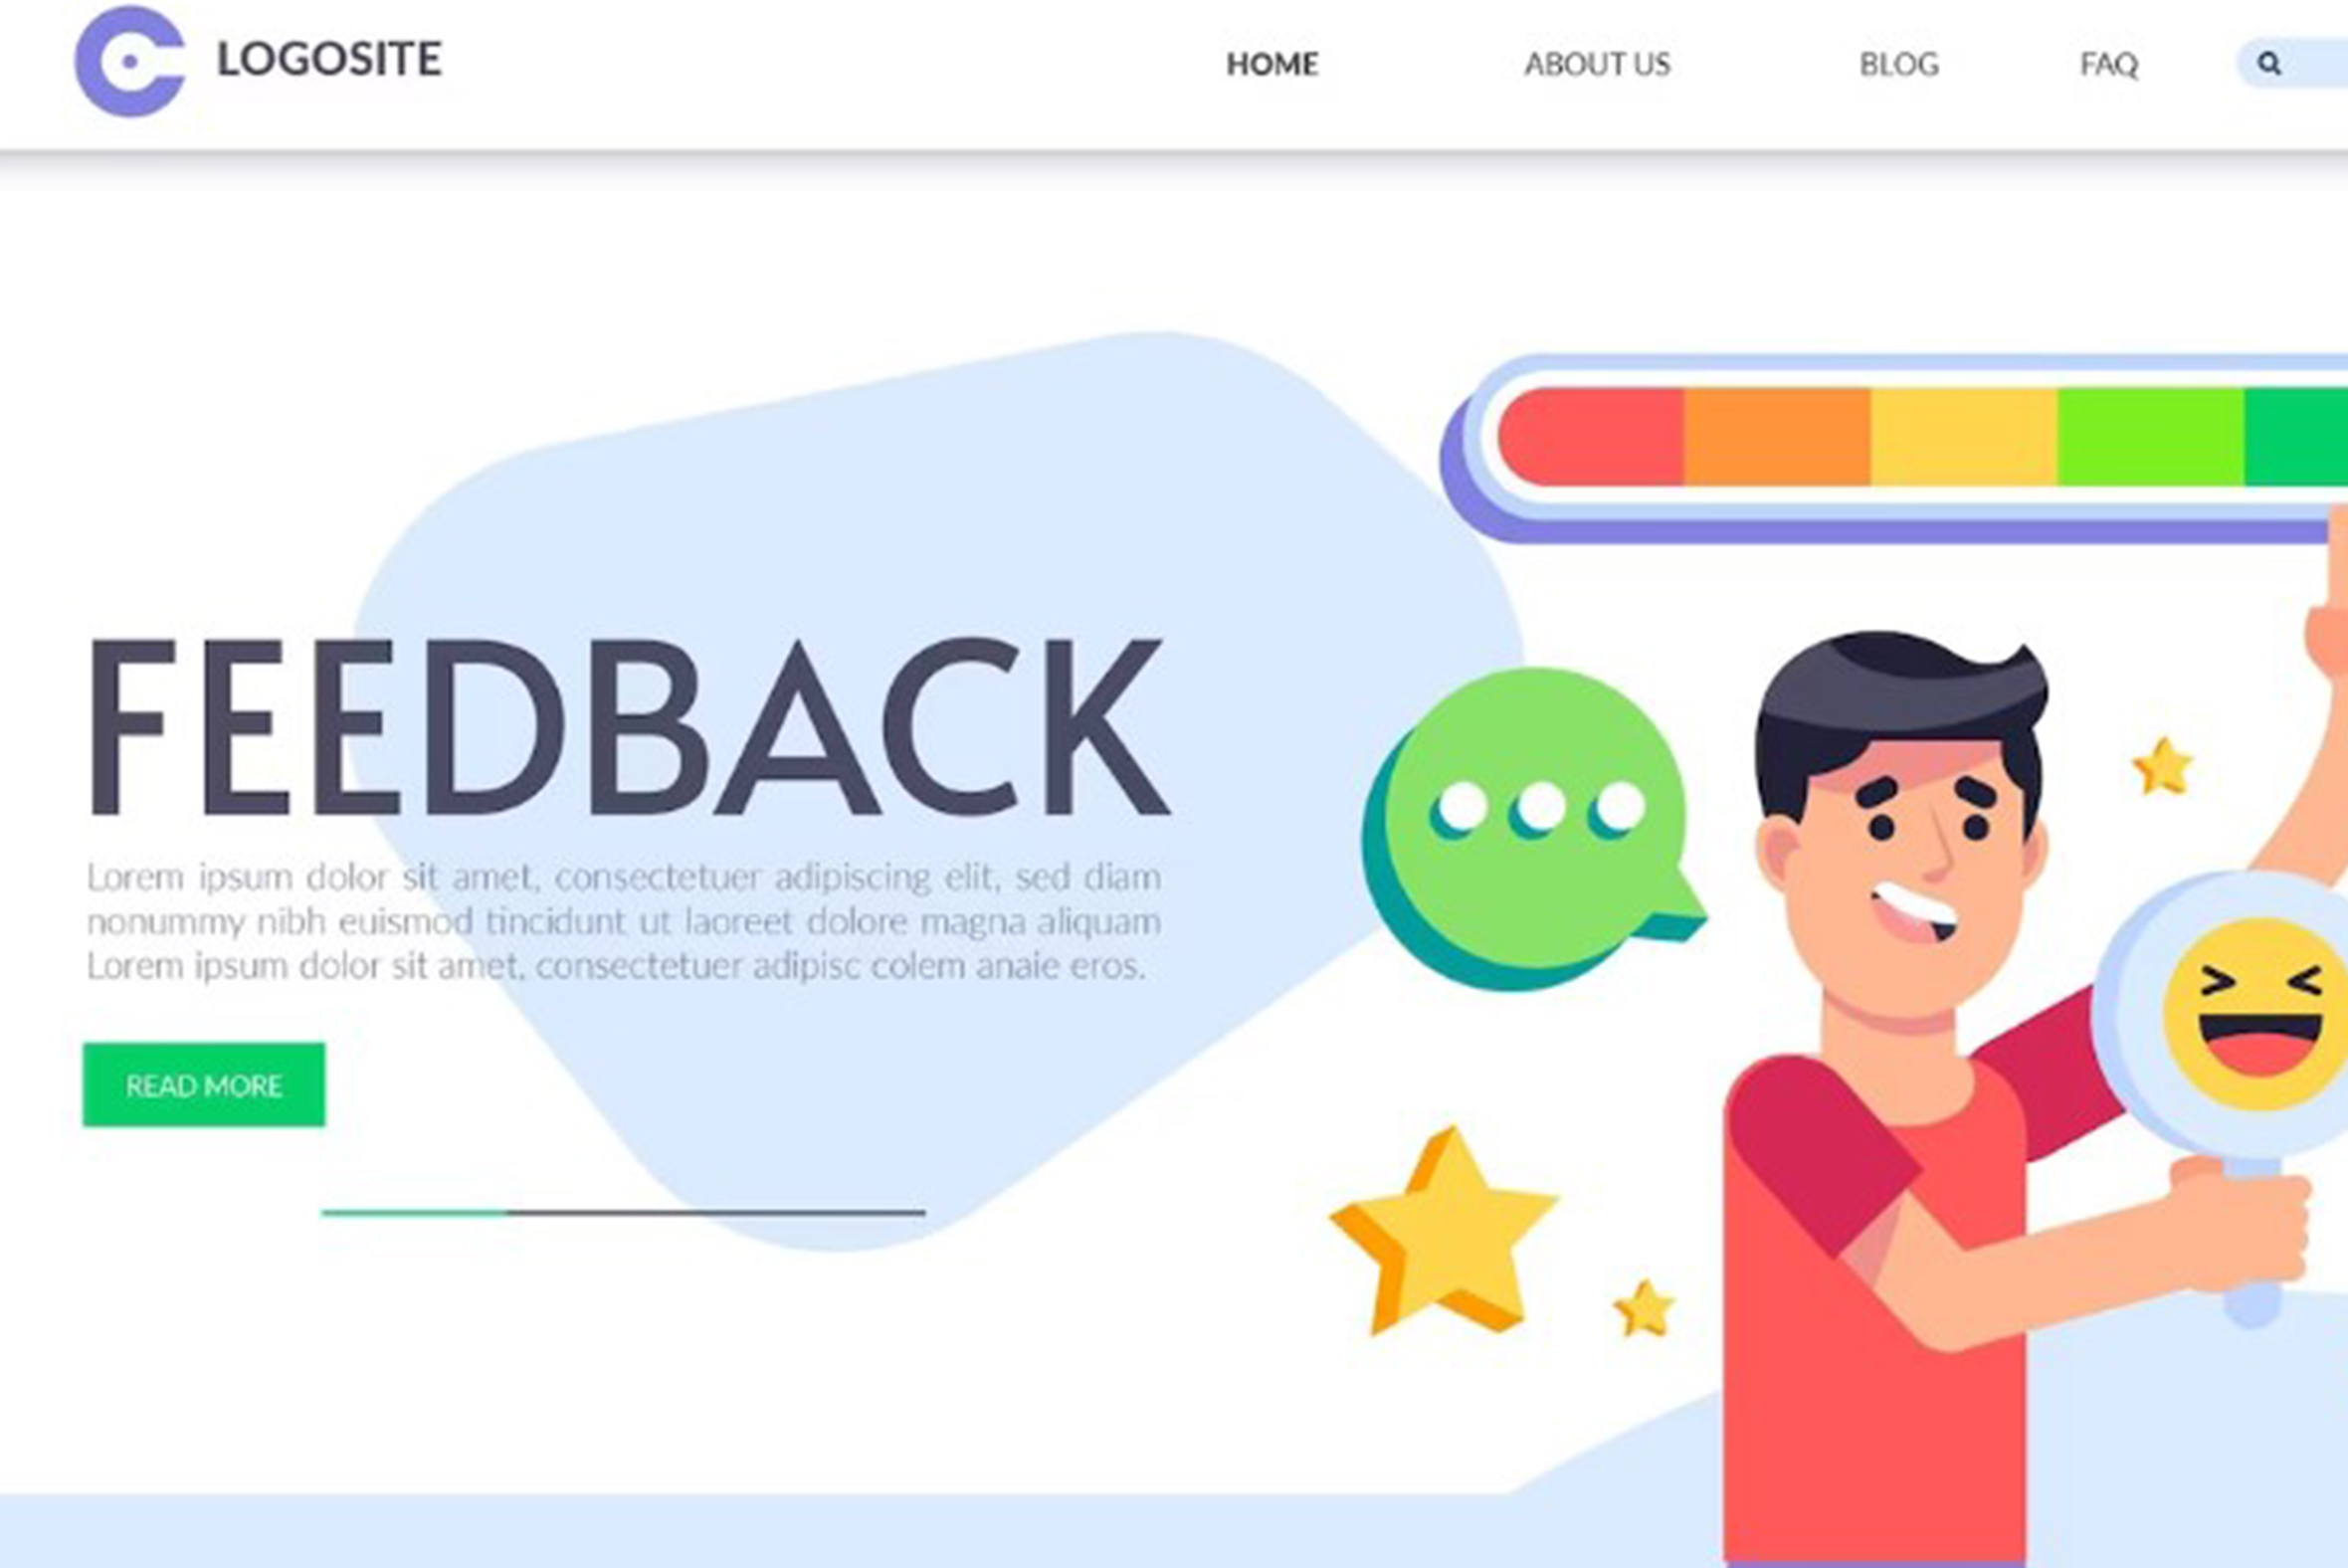 LOGOSITE
HOME
ABOUT US
BLOG
FAQ
FEEDBACK
Lorem ipsum dolor sit amet, consectetuer adipiscing elit, sed diam
nonummy nibh euismod tincidunt ut laoreet dolore magna aliquam
Lorem ipsum dolor sit amet, consectetuer adipisc colem anaie eros.
READ MORE